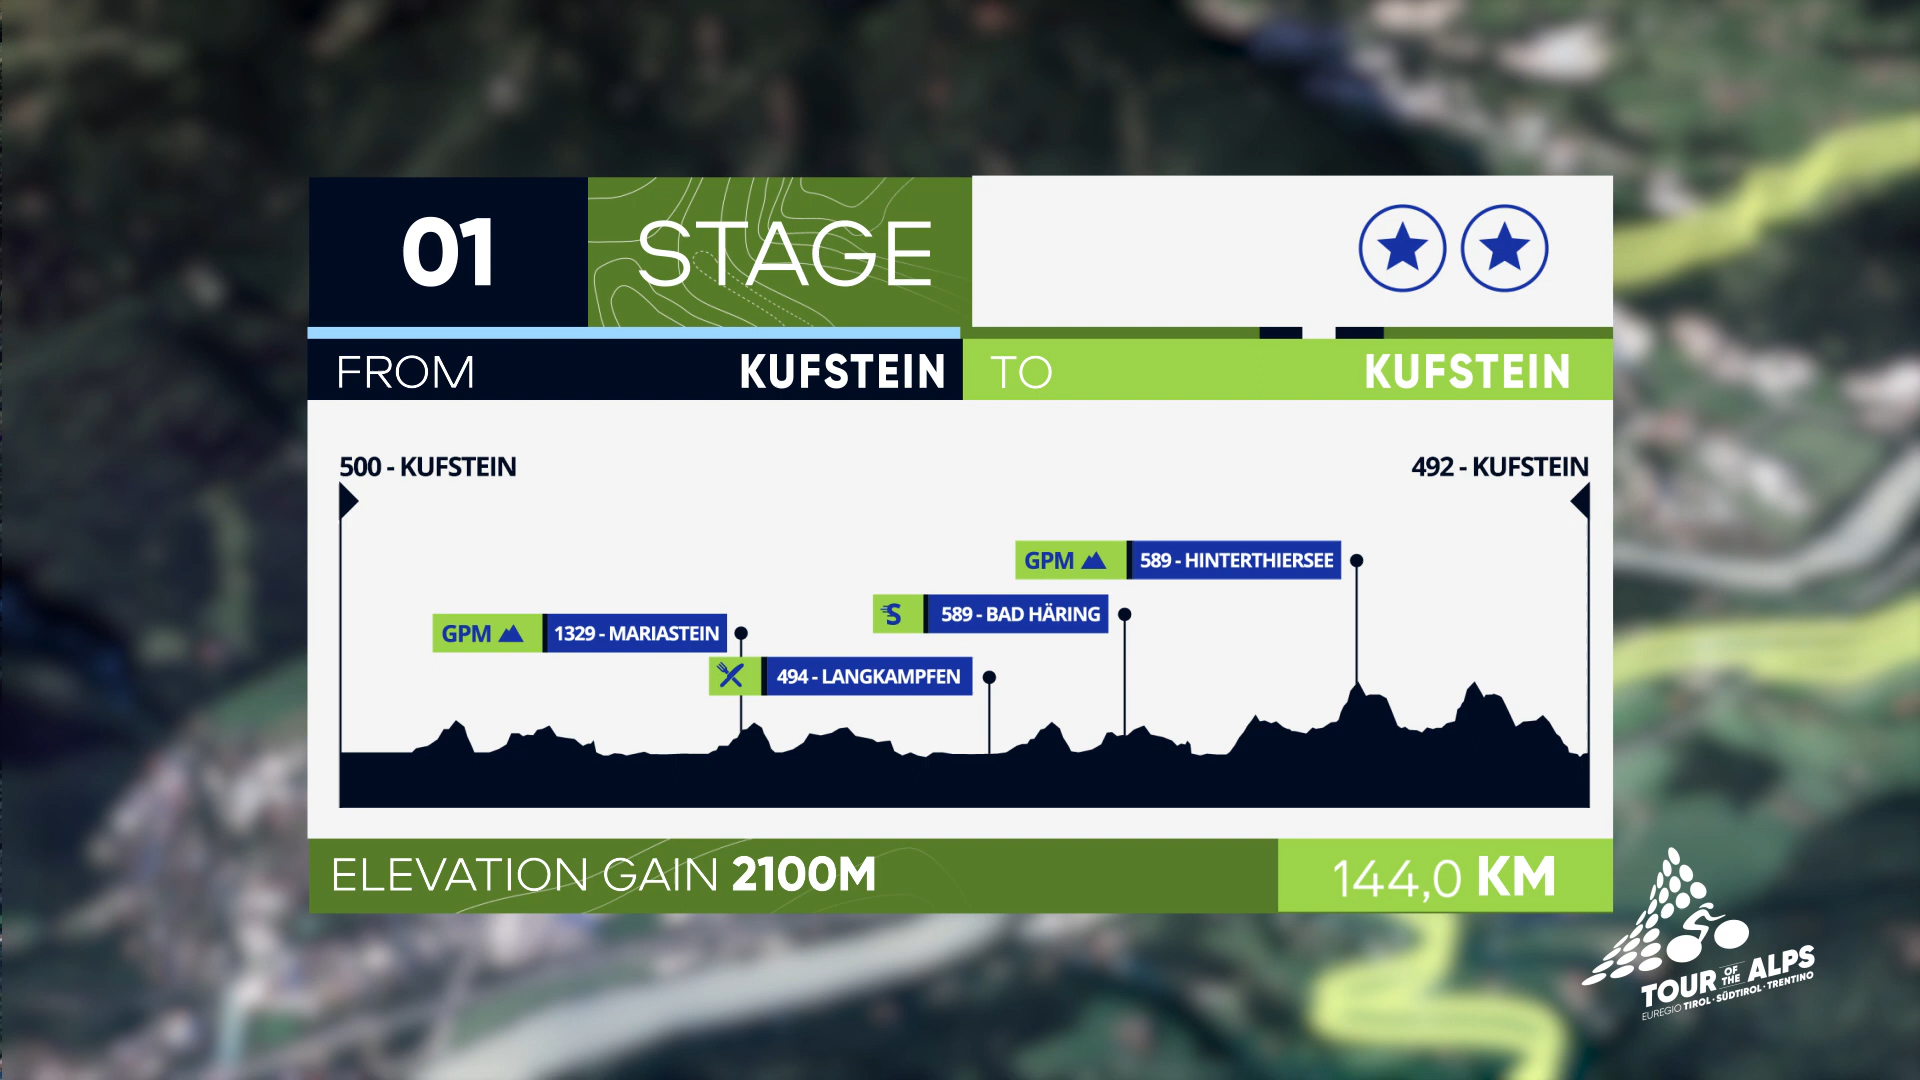 01 STAGE
FROM KUFSTEIN TO KUFSTEIN
500 - KUFSTEIN
492 - KUFSTEIN
GPM 589 - HINTERTHIERSEE
S 589 - BAD HÄRING
GPM 1329 - MARIASTEIN
494 - LANGKAMPFEN
ELEVATION GAIN 2100M
144,0 KM
TOUR OF THE ALPS
EUREGIO TIROL · SÜDTIROL · TRENTINO